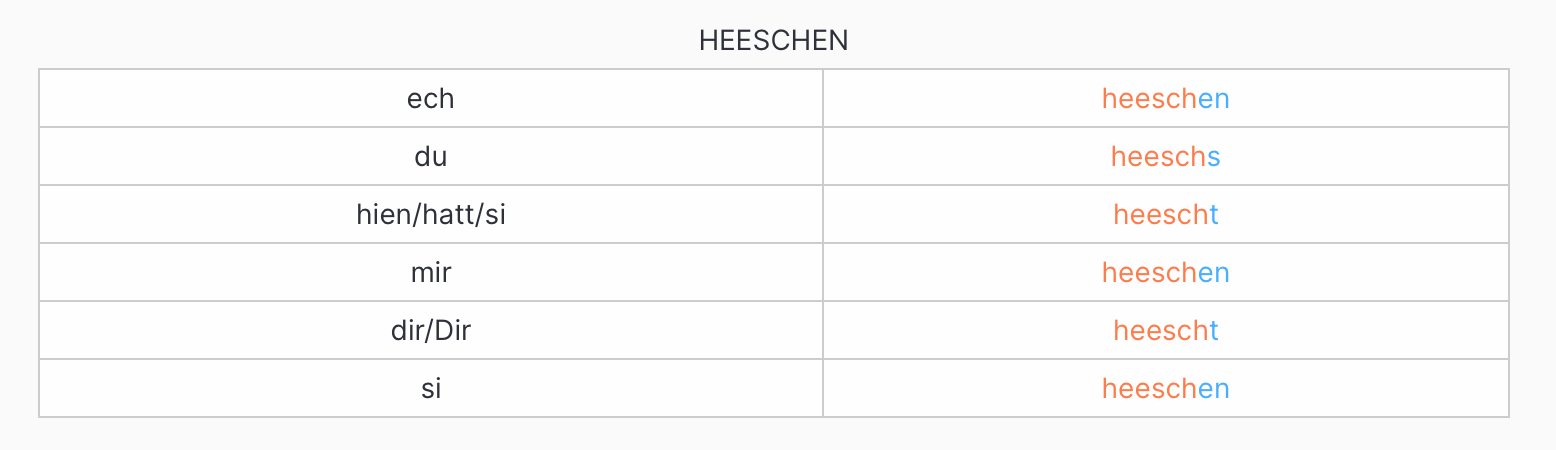 HEESCHEN
ech heeschen
du heeschs
hien/hatt/si heescht
mir heeschen
dir/Dir heescht
si heeschen